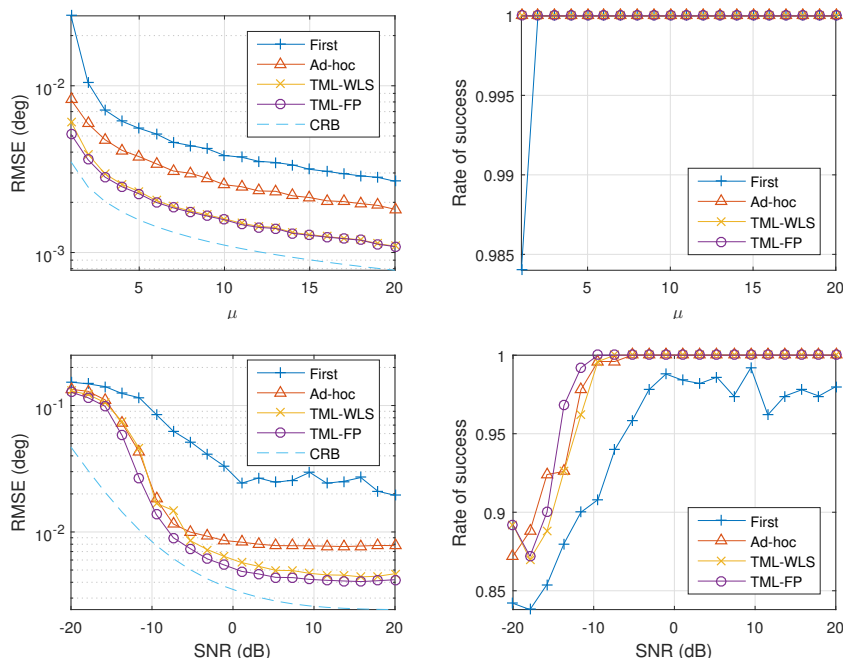 RMSE (deg)
10^-2
10^-3
5
10
15
20
μ
First
Ad-hoc
TML-WLS
TML-FP
CRB
Rate of success
1
0.995
0.99
0.985
5
10
15
20
μ
First
Ad-hoc
TML-WLS
TML-FP
RMSE (deg)
10^-1
10^-2
-20
-10
0
10
20
SNR (dB)
First
Ad-hoc
TML-WLS
TML-FP
CRB
Rate of success
1
0.95
0.9
0.85
-20
-10
0
10
20
SNR (dB)
First
Ad-hoc
TML-WLS
TML-FP